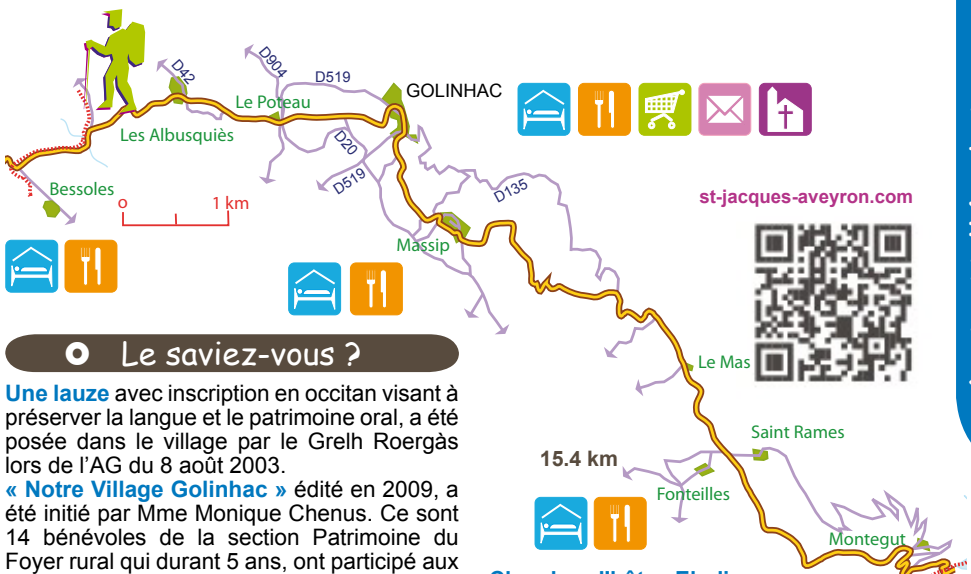 D42
D904
D519
GOLINHAC
Le Poteau
Les Albusquiès
D20
D519
D135
Bessoles
0 1 km
Massip
st-jacques-aveyron.com
Le saviez-vous ?
Une lauze avec inscription en occitan visant à
préserver la langue et le patrimoine oral, a été
posée dans le village par le Grelh Roergàs
lors de l'AG du 8 août 2003.
« Notre Village Golinhac » édité en 2009, a
été initié par Mme Monique Chenus. Ce sont
14 bénévoles de la section Patrimoine du
Foyer rural qui durant 5 ans, ont participé aux
Le Mas
Saint Rames
15.4 km
Fonteilles
Montegut